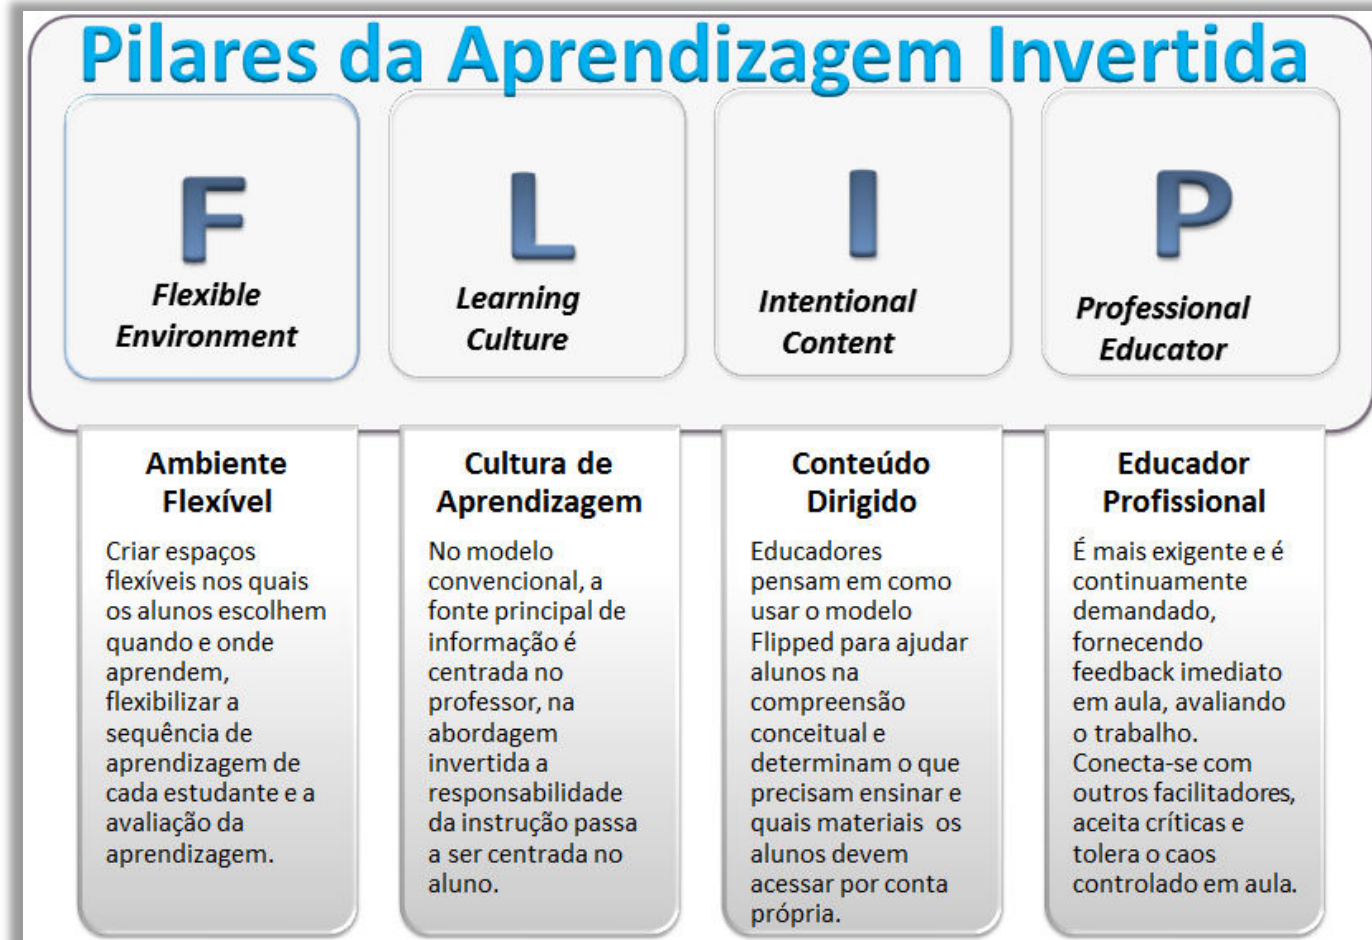 Pilares da Aprendizagem Invertida
F
Flexible
Environment
L
Learning
Culture
I
Intentional
Content
P
Professional
Educator
Ambiente
Flexível
Criar espaços
flexíveis nos quais
os alunos escolhem
quando e onde
aprendem,
flexibilizar a
sequência de
aprendizagem de
cada estudante e a
avaliação da
aprendizagem.
Cultura de
Aprendizagem
No modelo
convencional, a
fonte principal de
informação é
centrada no
professor, na
abordagem
invertida a
responsabilidade
da instrução passa
a ser centrada no
aluno.
Conteúdo
Dirigido
Educadores
pensam em como
usar o modelo
Flipped para ajudar
alunos na
compreensão
conceitual e
determinam o que
precisam ensinar e
quais materiais os
alunos devem
acessar por conta
própria.
Educador
Profissional
É mais exigente e é
continuamente
demandado,
fornecendo
feedback imediato
em aula, avaliando
o trabalho.
Conecta-se com
outros facilitadores,
aceita críticas e
tolera o caos
controlado em aula.